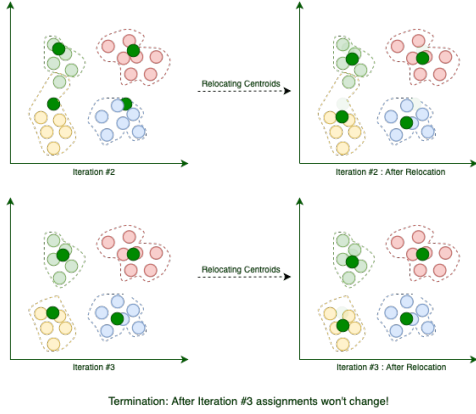 Relocating Centroids
Iteration #2
Iteration #2 : After Relocation
Relocating Centroids
Iteration #3
Iteration #3 : After Relocation
Termination: After Iteration #3 assignments won't change!